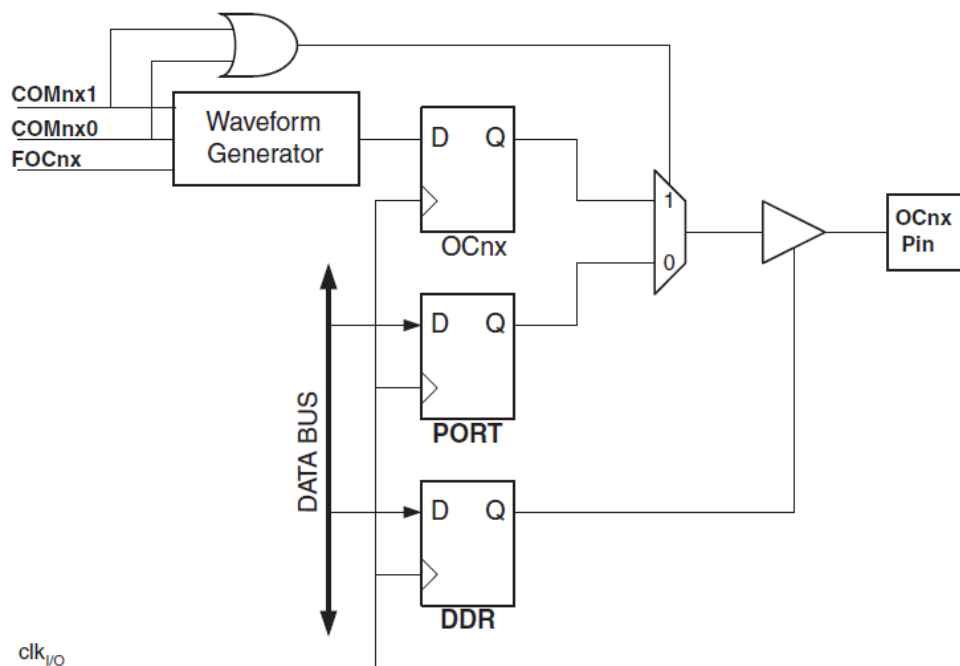 COMnx1
COMnx0
FOCnx
Waveform
Generator
D Q
OCnx
1
0
OCnx
Pin
D Q
PORT
DATA BUS
D Q
DDR
clkI/O